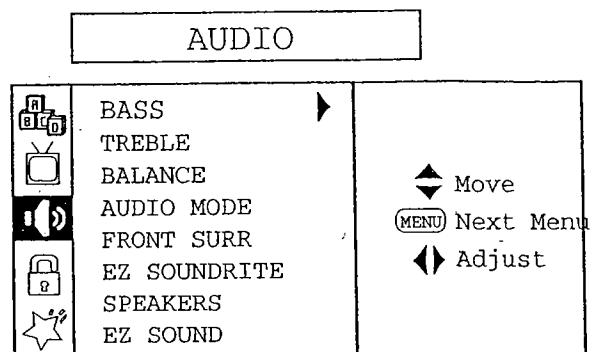 AUDIO
A
B C D
BASS
TREBLE
BALANCE
AUDIO MODE
FRONT SURR
EZ SOUNDRITE
SPEAKERS
EZ SOUND
Move
MENU Next Menu
Adjust